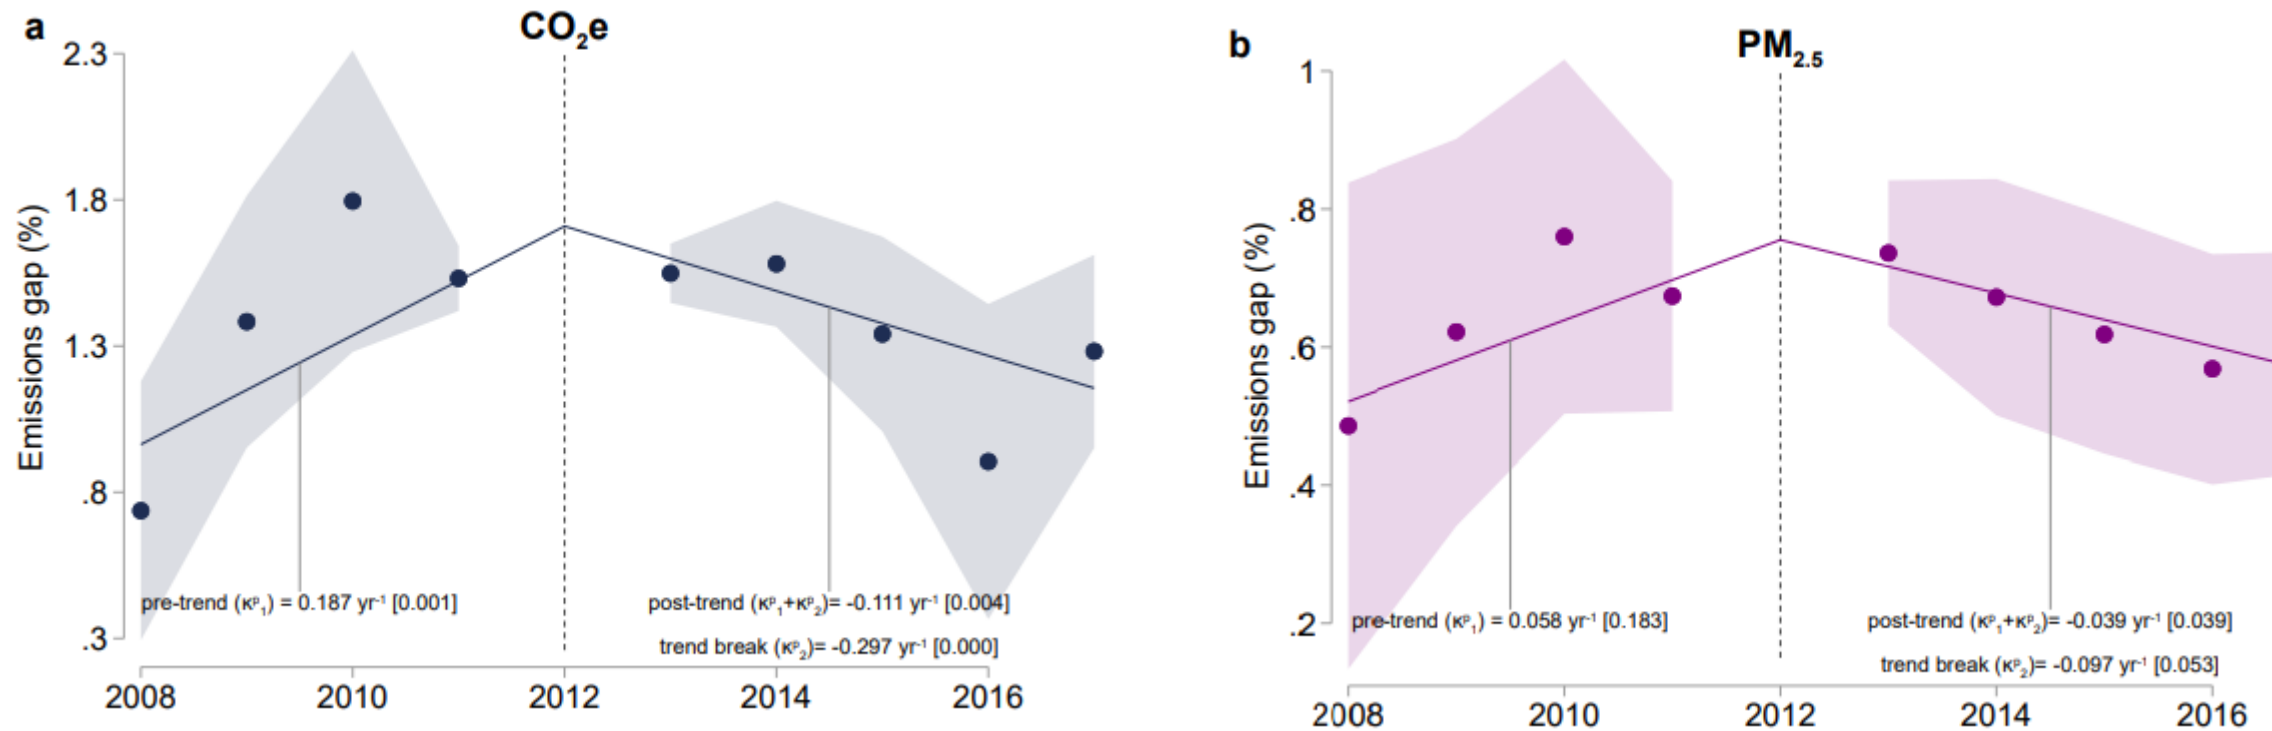 a
CO₂e
Emissions gap (%)
2.3
1.8
1.3
.8
.3
pre-trend (κᵖ₁) = 0.187 yr⁻¹ [0.001]
post-trend (κᵖ₁+κᵖ₂)= -0.111 yr⁻¹ [0.004]
trend break (κᵖ₂)= -0.297 yr⁻¹ [0.000]
2008 2010 2012 2014 2016
b
PM₂.₅
Emissions gap (%)
1
.8
.6
.4
.2
pre-trend (κᵖ₁) = 0.058 yr⁻¹ [0.183]
post-trend (κᵖ₁+κᵖ₂)= -0.039 yr⁻¹ [0.039]
trend break (κᵖ₂)= -0.097 yr⁻¹ [0.053]
2008 2010 2012 2014 2016